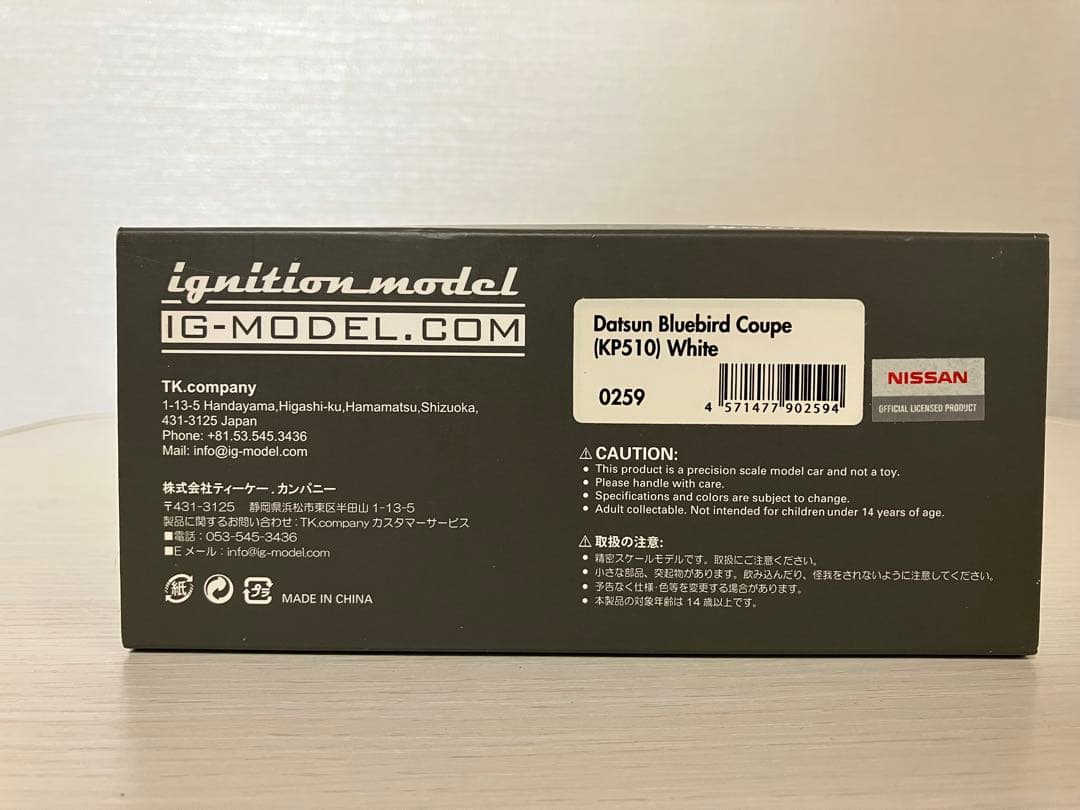 ignition model
IG-MODEL.COM
TK.company
1-13-5 Handayama,Higashi-ku,Hamamatsu,Shizuoka,
431-3125 Japan
Phone: +81.53.545.3436
Mail: info@ig-model.com
株式会社ティーケー.カンパニー
〒431-3125 静岡県浜松市東区半田山1-13-5
製品に関するお問い合わせ:TK.company カスタマーサービス
■電話:053-545-3436
■Eメール:info@ig-model.com
紙
プラ
MADE IN CHINA
Datsun Bluebird Coupe
(KP510) White
0259
4 571477 902594
NISSAN
OFFICIAL LICENSED PRODUCT
⚠ CAUTION:
• This product is a precision scale model car and not a toy.
• Please handle with care.
• Specifications and colors are subject to change.
• Adult collectable. Not intended for children under 14 years of age.
⚠ 取扱の注意:
• 精密スケールモデルです。取扱にご注意ください。
• 小さな部品、突起物があります。飲み込んだり、怪我をされないように注意してください。
• 予告なく仕様・色等を変更する場合があります。
• 本製品の対象年齢は14歳以上です。